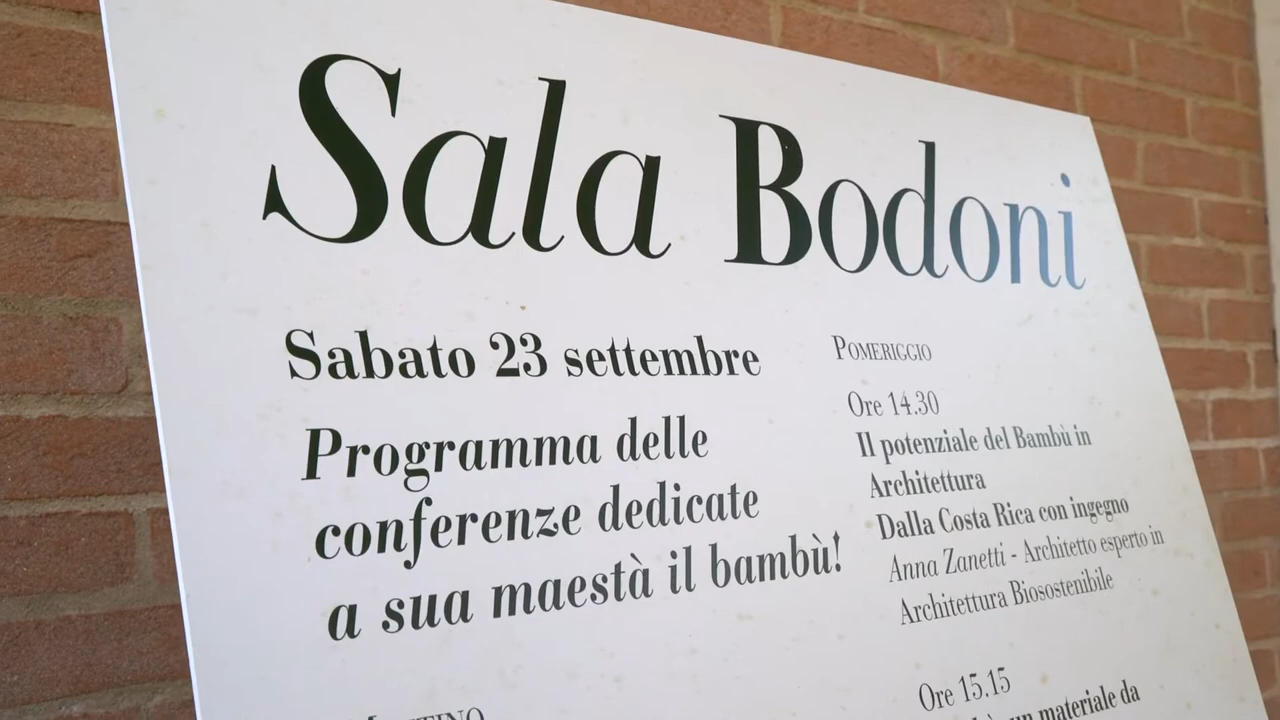 Sala Bodoni
Sabato 23 settembre
Programma delle
conferenze dedicate
a sua maestà il bambù!
POMERIGGIO
Ore 14.30
Il potenziale del Bambù in
Architettura
Dalla Costa Rica con ingegno
Anna Zanetti - Architetto esperto in
Architettura Biosostenibile
Ore 15.15
un materiale da